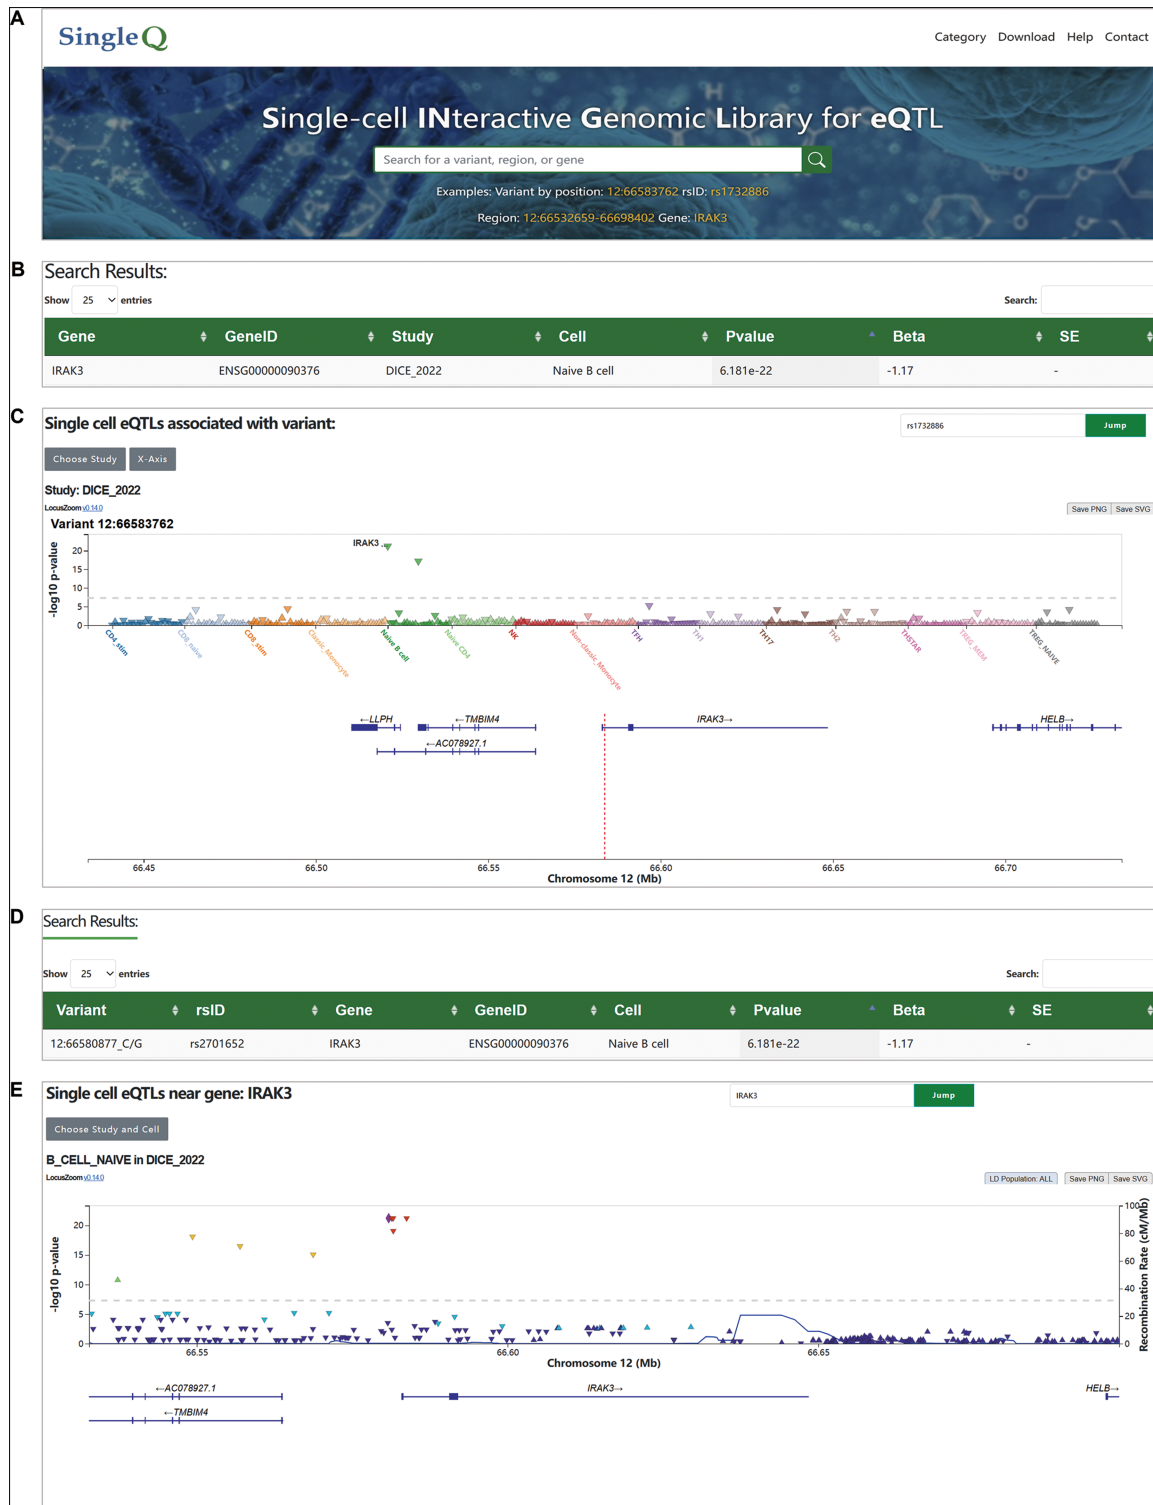 A
SingleQ
Category Download Help Contact
Single-cell INteractive Genomic Library for eQTL
Search for a variant, region, or gene
Examples: Variant by position: 12:66583762 rsID: rs1732886
Region: 12:66532659-66698402 Gene: IRAK3
B
Search Results:
Show 25 entries
Search:
Gene GeneID Study Cell Pvalue Beta SE
IRAK3 ENSG00000090376 DICE_2022 Naive B cell 6.181e-22 -1.17 -
C
Single cell eQTLs associated with variant:
rs1732886 Jump
Choose Study X-Axis
Study: DICE_2022
LocusZoom v0.14.0
Save PNG Save SVG
Variant 12:66583762
-log10 p-value
20
15
10
5
0
IRAK3
CD4_stim CD8_naive CD8_stim Classic_Monocyte Naive B cell Naive CD4 NK Non-classic_Monocyte TFH TH1 TH17 TH2 THSTAR TREG_MEM TREG_NAIVE
←LLPH ←TMBIM4 IRAK3→ HELB→
←AC078927.1
66.45 66.50 66.55 66.60 66.65 66.70
Chromosome 12 (Mb)
D
Search Results:
Show 25 entries
Search:
Variant rsID Gene GeneID Cell Pvalue Beta SE
12:66580877_C/G rs2701652 IRAK3 ENSG00000090376 Naive B cell 6.181e-22 -1.17 -
E
Single cell eQTLs near gene: IRAK3
IRAK3 Jump
Choose Study and Cell
B_CELL_NAIVE in DICE_2022
LocusZoom v0.14.0
LD Population: ALL Save PNG Save SVG
-log10 p-value
20
15
10
5
0
100
80
60
40
20
0
Recombination Rate (cM/Mb)
66.55 66.60 66.65
Chromosome 12 (Mb)
←AC078927.1 IRAK3→ HELB→
←TMBIM4